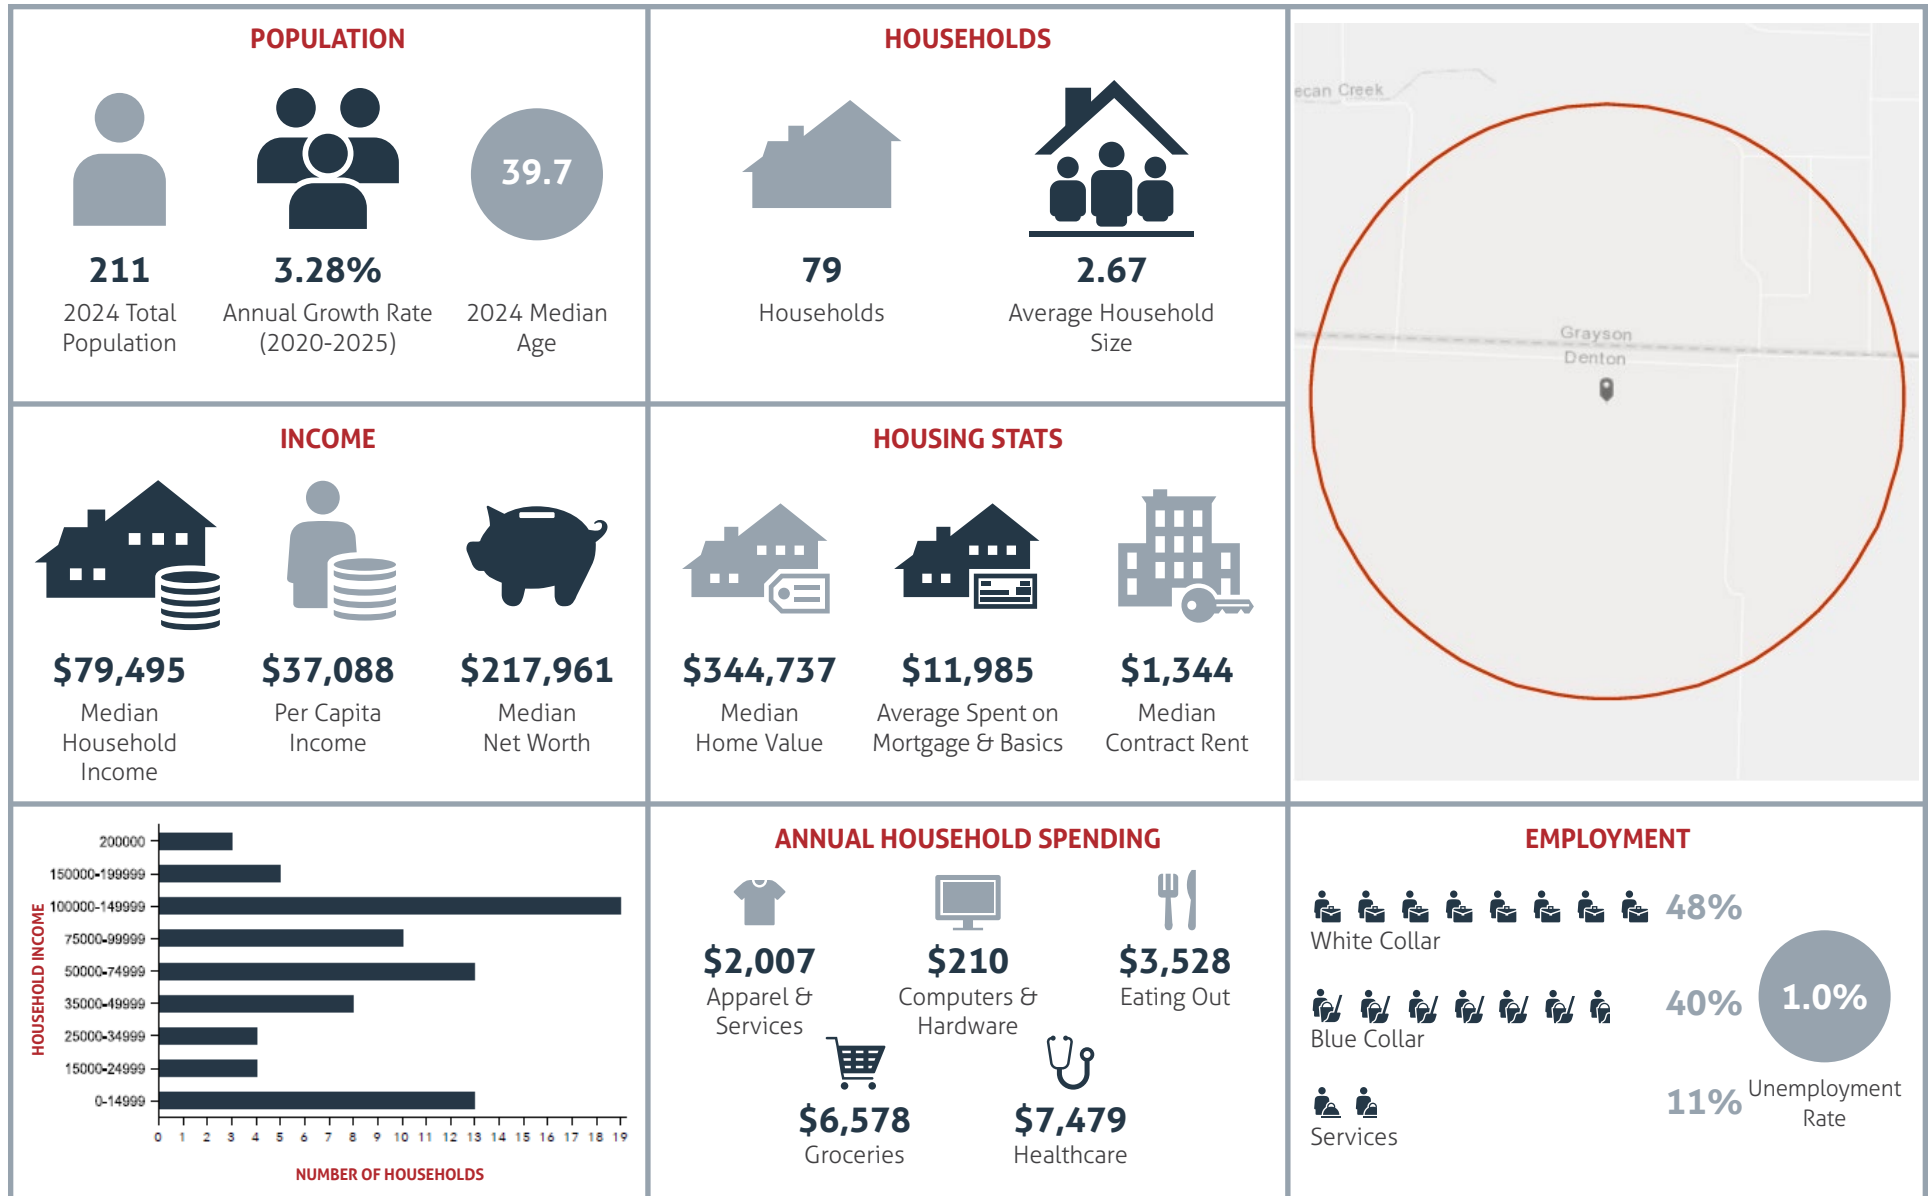 POPULATION
39.7
211
2024 Total
Population
3.28%
Annual Growth Rate
(2020-2025)
2024 Median
Age
HOUSEHOLDS
79
Households
2.67
Average Household
Size
ecan Creek
Grayson
Denton
INCOME
$79,495
Median
Household
Income
$37,088
Per Capita
Income
$217,961
Median
Net Worth
HOUSING STATS
$344,737
Median
Home Value
$11,985
Average Spent on
Mortgage & Basics
$1,344
Median
Contract Rent
HOUSEHOLD INCOME
200000
150000-199999
100000-149999
75000-99999
50000-74999
35000-49999
25000-34999
15000-24999
0-14999
0 1 2 3 4 5 6 7 8 9 10 11 12 13 14 15 16 17 18 19
NUMBER OF HOUSEHOLDS
ANNUAL HOUSEHOLD SPENDING
$2,007
Apparel &
Services
$210
Computers &
Hardware
$3,528
Eating Out
$6,578
Groceries
$7,479
Healthcare
EMPLOYMENT
48%
White Collar
40%
Blue Collar
11%
Services
1.0%
Unemployment
Rate